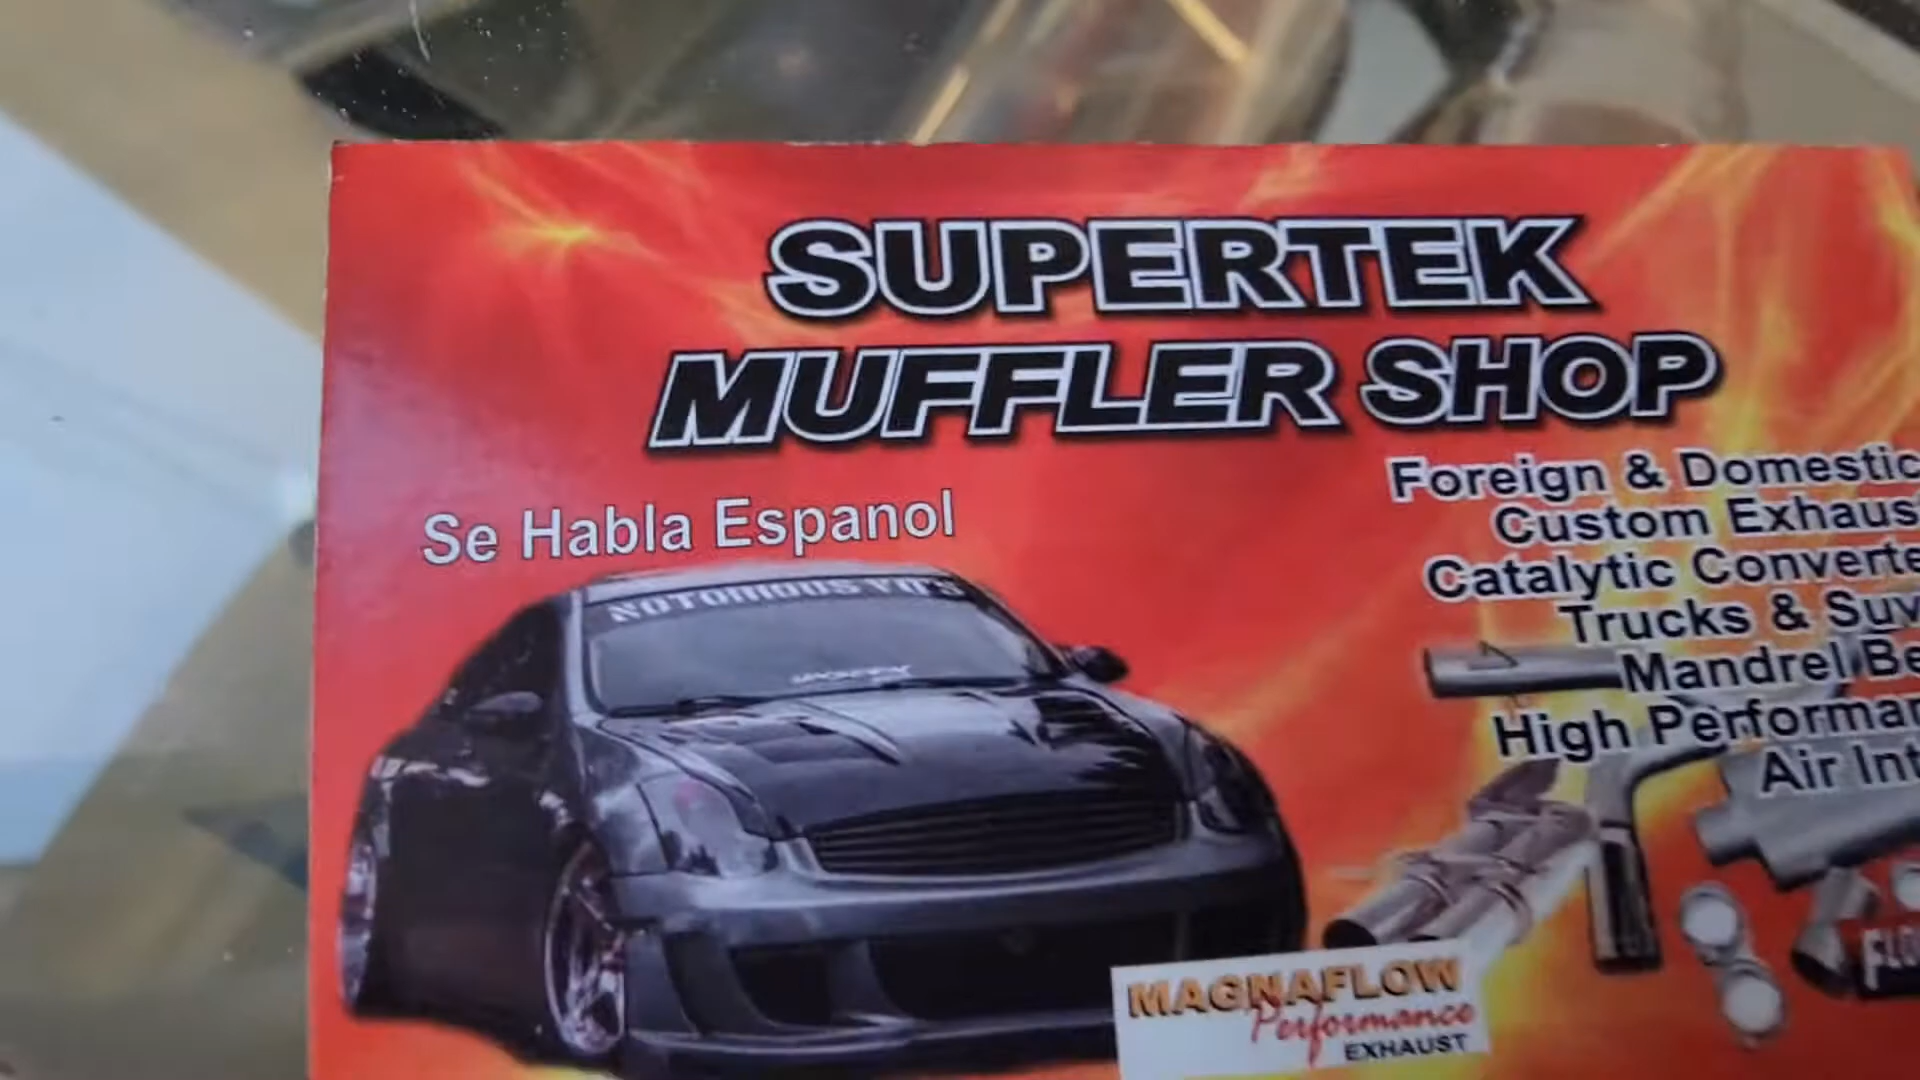 SUPERTEK
MUFFLER SHOP
Se Habla Espanol
Foreign & Domestic
Custom Exhaus
Catalytic Converte
Trucks & Suv
Mandrel Be
High Performan
Air Int
NOTORIOUS
MAGNAFLOW
Performance
EXHAUST
FLO